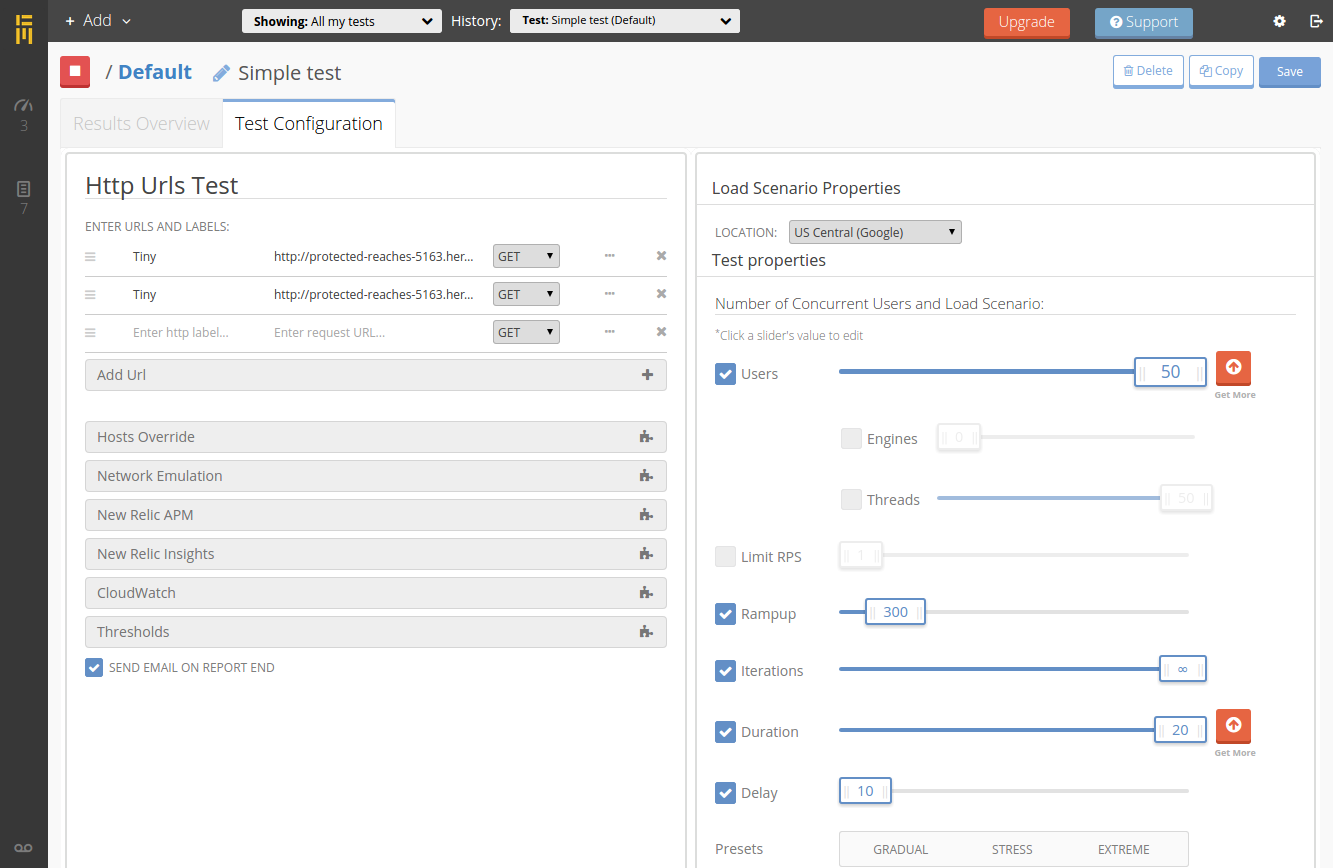 + Add
Showing: All my tests
History:
Test: Simple test (Default)
Upgrade
Support
/ Default
Simple test
Delete
Copy
Save
3
7
Results Overview
Test Configuration
Http Urls Test
ENTER URLS AND LABELS:
Tiny http://protected-reaches-5163.her... GET ...
Tiny http://protected-reaches-5163.her... GET ...
Enter http label... Enter request URL... GET ...
Add Url
Hosts Override
Network Emulation
New Relic APM
New Relic Insights
CloudWatch
Thresholds
SEND EMAIL ON REPORT END
Load Scenario Properties
LOCATION: US Central (Google)
Test properties
Number of Concurrent Users and Load Scenario:
*Click a slider's value to edit
Users 50
Get More
Engines 0
Threads 50
Limit RPS 1
Rampup 300
Iterations ∞
Duration 20
Get More
Delay 10
Presets GRADUAL STRESS EXTREME